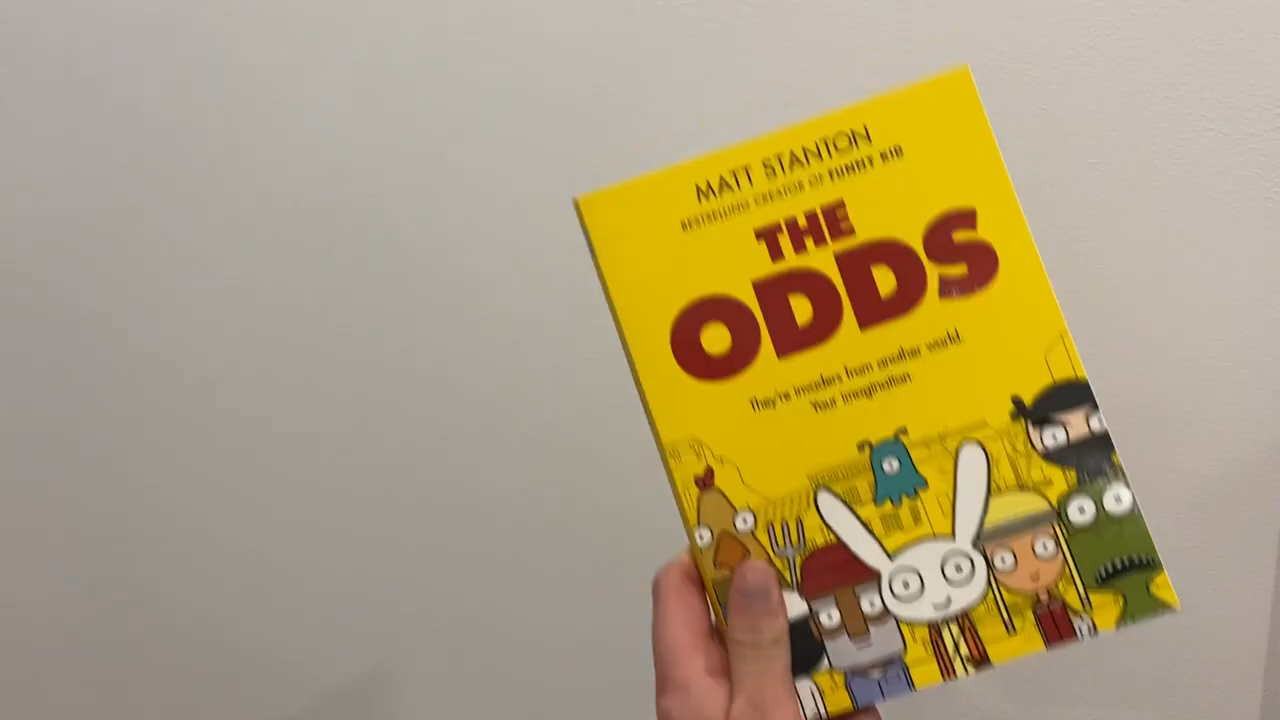 MATT STANTON
BESTSELLING CREATOR OF FUNNY KID
THE
ODDS
They're invaders from another world.
Your imagination.